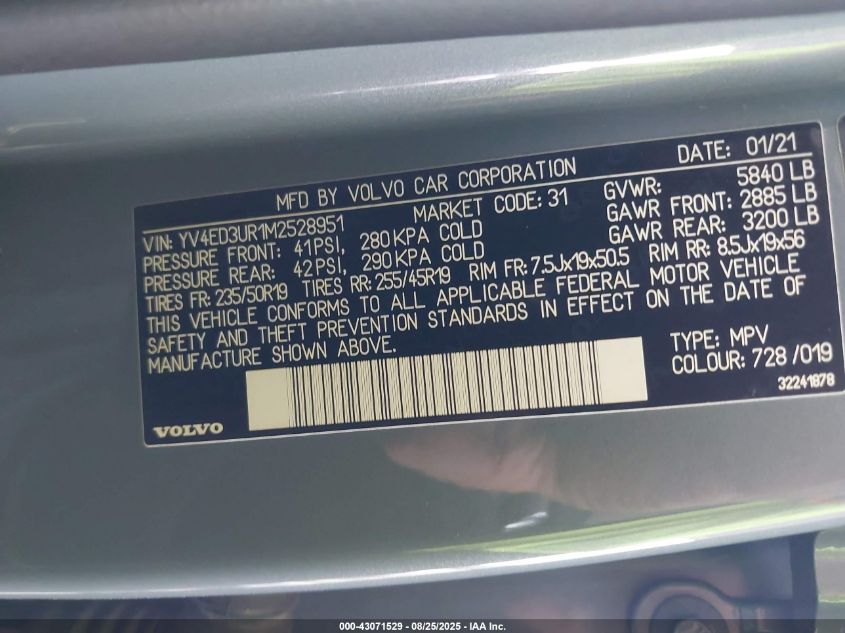 MFD BY VOLVO CAR CORPORATION DATE: 01/21
VIN: YV4ED3UR1M2528951 MARKET CODE: 31 GVWR: 5840 LB
PRESSURE FRONT: 41PSI, 280 KPA COLD GAWR FRONT: 2885 LB
PRESSURE REAR: 42PSI, 290 KPA COLD GAWR REAR: 3200 LB
TIRES FR: 235/50R19 TIRES RR: 255/45R19 RIM FR: 7.5Jx19x50.5 RIM RR: 8.5Jx19x56
THIS VEHICLE CONFORMS TO ALL APPLICABLE FEDERAL MOTOR VEHICLE
SAFETY AND THEFT PREVENTION STANDARDS IN EFFECT ON THE DATE OF
MANUFACTURE SHOWN ABOVE.
TYPE: MPV
COLOUR: 728 /019
32241878
VOLVO
000-43071529 - 08/25/2025 - IAA Inc.